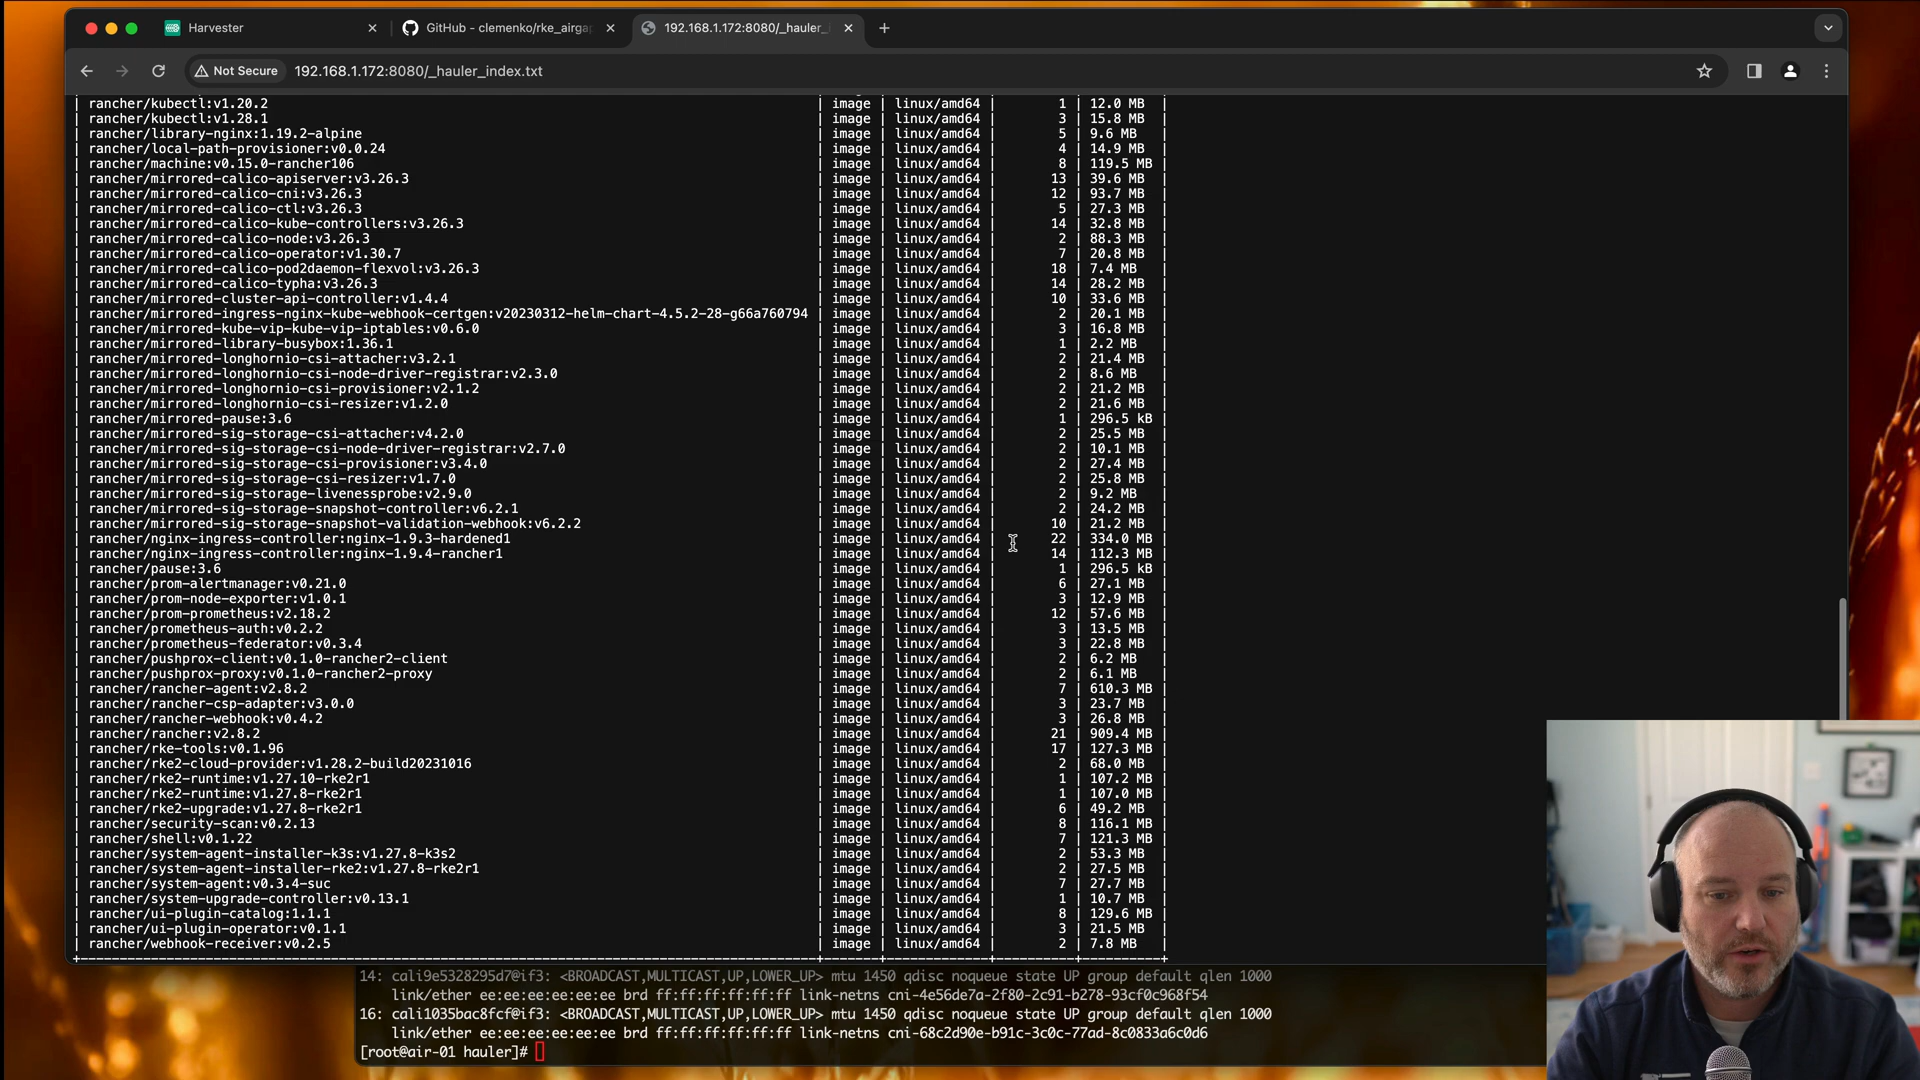 Harvester
GitHub - clemenko/rke_airga
192.168.1.172:8080/_hauler_
Not Secure
192.168.1.172:8080/_hauler_index.txt
| rancher/kubectl:v1.20.2 | image | linux/amd64 | 1 | 12.0 MB |
| rancher/kubectl:v1.28.1 | image | linux/amd64 | 3 | 15.8 MB |
| rancher/library-nginx:1.19.2-alpine | image | linux/amd64 | 5 | 9.6 MB |
| rancher/local-path-provisioner:v0.0.24 | image | linux/amd64 | 4 | 14.9 MB |
| rancher/machine:v0.15.0-rancher106 | image | linux/amd64 | 8 | 119.5 MB |
| rancher/mirrored-calico-apiserver:v3.26.3 | image | linux/amd64 | 13 | 39.6 MB |
| rancher/mirrored-calico-cni:v3.26.3 | image | linux/amd64 | 12 | 93.7 MB |
| rancher/mirrored-calico-ctl:v3.26.3 | image | linux/amd64 | 5 | 27.3 MB |
| rancher/mirrored-calico-kube-controllers:v3.26.3 | image | linux/amd64 | 14 | 32.8 MB |
| rancher/mirrored-calico-node:v3.26.3 | image | linux/amd64 | 2 | 88.3 MB |
| rancher/mirrored-calico-operator:v1.30.7 | image | linux/amd64 | 7 | 20.8 MB |
| rancher/mirrored-calico-pod2daemon-flexvol:v3.26.3 | image | linux/amd64 | 18 | 7.4 MB |
| rancher/mirrored-calico-typha:v3.26.3 | image | linux/amd64 | 14 | 28.2 MB |
| rancher/mirrored-cluster-api-controller:v1.4.4 | image | linux/amd64 | 10 | 33.6 MB |
| rancher/mirrored-ingress-nginx-kube-webhook-certgen:v20230312-helm-chart-4.5.2-28-g66a760794 | image | linux/amd64 | 2 | 20.1 MB |
| rancher/mirrored-kube-vip-kube-vip-iptables:v0.6.0 | image | linux/amd64 | 3 | 16.8 MB |
| rancher/mirrored-library-busybox:1.36.1 | image | linux/amd64 | 1 | 2.2 MB |
| rancher/mirrored-longhornio-csi-attacher:v3.2.1 | image | linux/amd64 | 2 | 21.4 MB |
| rancher/mirrored-longhornio-csi-node-driver-registrar:v2.3.0 | image | linux/amd64 | 2 | 8.6 MB |
| rancher/mirrored-longhornio-csi-provisioner:v2.1.2 | image | linux/amd64 | 2 | 21.2 MB |
| rancher/mirrored-longhornio-csi-resizer:v1.2.0 | image | linux/amd64 | 2 | 21.6 MB |
| rancher/mirrored-pause:3.6 | image | linux/amd64 | 1 | 296.5 kB |
| rancher/mirrored-sig-storage-csi-attacher:v4.2.0 | image | linux/amd64 | 2 | 25.5 MB |
| rancher/mirrored-sig-storage-csi-node-driver-registrar:v2.7.0 | image | linux/amd64 | 2 | 10.1 MB |
| rancher/mirrored-sig-storage-csi-provisioner:v3.4.0 | image | linux/amd64 | 2 | 27.4 MB |
| rancher/mirrored-sig-storage-csi-resizer:v1.7.0 | image | linux/amd64 | 2 | 25.8 MB |
| rancher/mirrored-sig-storage-livenessprobe:v2.9.0 | image | linux/amd64 | 2 | 9.2 MB |
| rancher/mirrored-sig-storage-snapshot-controller:v6.2.1 | image | linux/amd64 | 2 | 24.2 MB |
| rancher/mirrored-sig-storage-snapshot-validation-webhook:v6.2.2 | image | linux/amd64 | 10 | 21.2 MB |
| rancher/nginx-ingress-controller:nginx-1.9.3-hardened1 | image | linux/amd64 | 22 | 334.0 MB |
| rancher/nginx-ingress-controller:nginx-1.9.4-rancher1 | image | linux/amd64 | 14 | 112.3 MB |
| rancher/pause:3.6 | image | linux/amd64 | 1 | 296.5 kB |
| rancher/prom-alertmanager:v0.21.0 | image | linux/amd64 | 6 | 27.1 MB |
| rancher/prom-node-exporter:v1.0.1 | image | linux/amd64 | 3 | 12.9 MB |
| rancher/prom-prometheus:v2.18.2 | image | linux/amd64 | 12 | 57.6 MB |
| rancher/prometheus-auth:v0.2.2 | image | linux/amd64 | 3 | 13.5 MB |
| rancher/prometheus-federator:v0.3.4 | image | linux/amd64 | 3 | 22.8 MB |
| rancher/pushprox-client:v0.1.0-rancher2-client | image | linux/amd64 | 2 | 6.2 MB |
| rancher/pushprox-proxy:v0.1.0-rancher2-proxy | image | linux/amd64 | 2 | 6.1 MB |
| rancher/rancher-agent:v2.8.2 | image | linux/amd64 | 7 | 610.3 MB |
| rancher/rancher-csp-adapter:v3.0.0 | image | linux/amd64 | 3 | 23.7 MB |
| rancher/rancher-webhook:v0.4.2 | image | linux/amd64 | 3 | 26.8 MB |
| rancher/rancher:v2.8.2 | image | linux/amd64 | 21 | 909.4 MB |
| rancher/rke-tools:v0.1.96 | image | linux/amd64 | 17 | 127.3 MB |
| rancher/rke2-cloud-provider:v1.28.2-build20231016 | image | linux/amd64 | 2 | 68.0 MB |
| rancher/rke2-runtime:v1.27.10-rke2r1 | image | linux/amd64 | 1 | 107.2 MB |
| rancher/rke2-runtime:v1.27.8-rke2r1 | image | linux/amd64 | 1 | 107.0 MB |
| rancher/rke2-upgrade:v1.27.8-rke2r1 | image | linux/amd64 | 6 | 49.2 MB |
| rancher/security-scan:v0.2.13 | image | linux/amd64 | 8 | 116.1 MB |
| rancher/shell:v0.1.22 | image | linux/amd64 | 7 | 121.3 MB |
| rancher/system-agent-installer-k3s:v1.27.8-k3s2 | image | linux/amd64 | 2 | 53.3 MB |
| rancher/system-agent-installer-rke2:v1.27.8-rke2r1 | image | linux/amd64 | 2 | 27.5 MB |
| rancher/system-agent:v0.3.4-suc | image | linux/amd64 | 7 | 27.7 MB |
| rancher/system-upgrade-controller:v0.13.1 | image | linux/amd64 | 1 | 10.7 MB |
| rancher/ui-plugin-catalog:1.1.1 | image | linux/amd64 | 8 | 129.6 MB |
| rancher/ui-plugin-operator:v0.1.1 | image | linux/amd64 | 3 | 21.5 MB |
| rancher/webhook-receiver:v0.2.5 | image | linux/amd64 | 2 | 7.8 MB |
14: cali9e5328295d7@if3: <BROADCAST,MULTICAST,UP,LOWER_UP> mtu 1450 qdisc noqueue state UP group default qlen 1000
link/ether ee:ee:ee:ee:ee:ee brd ff:ff:ff:ff:ff:ff link-netns cni-4e56de7a-2f80-2c91-b278-93cf0c968f54
16: cali1035bac8fcf@if3: <BROADCAST,MULTICAST,UP,LOWER_UP> mtu 1450 qdisc noqueue state UP group default qlen 1000
link/ether ee:ee:ee:ee:ee:ee brd ff:ff:ff:ff:ff:ff link-netns cni-68c2d90e-b91c-3c0c-77ad-8c0833a6c0d6
[root@air-01 hauler]#